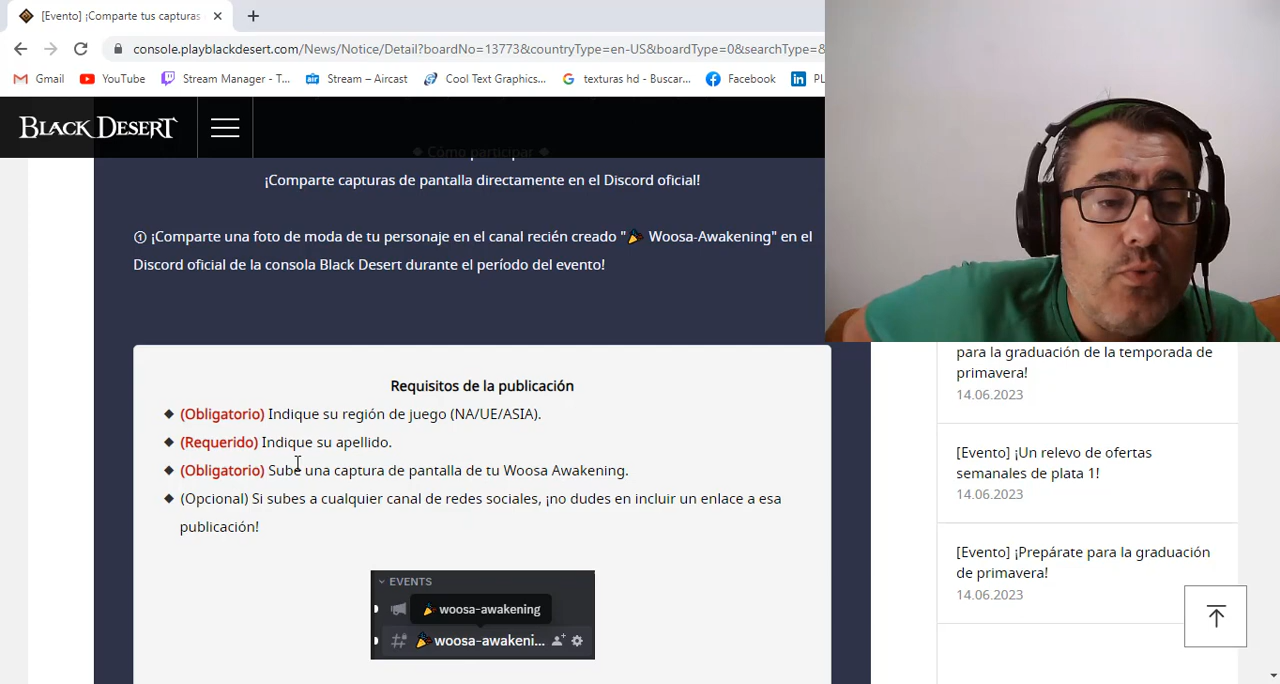 [Evento] ¡Comparte tus capturas
console.playblackdesert.com/News/Notice/Detail?boardNo=13773&countryType=en-US&boardType=0&searchType=&
Gmail YouTube Stream Manager - T... Stream – Aircast Cool Text Graphics... texturas hd - Buscar... Facebook PL
BLACK DESERT
◆ Cómo participar ◆
¡Comparte capturas de pantalla directamente en el Discord oficial!
① ¡Comparte una foto de moda de tu personaje en el canal recién creado "🎉 Woosa-Awakening" en el
Discord oficial de la consola Black Desert durante el período del evento!
Requisitos de la publicación
◆ (Obligatorio) Indique su región de juego (NA/UE/ASIA).
◆ (Requerido) Indique su apellido.
◆ (Obligatorio) Sube una captura de pantalla de tu Woosa Awakening.
◆ (Opcional) Si subes a cualquier canal de redes sociales, ¡no dudes en incluir un enlace a esa
publicación!
EVENTS
🎉 woosa-awakening
🎉 woosa-awakeni...
para la graduación de la temporada de
primavera!
14.06.2023
[Evento] ¡Un relevo de ofertas
semanales de plata 1!
14.06.2023
[Evento] ¡Prepárate para la graduación
de primavera!
14.06.2023